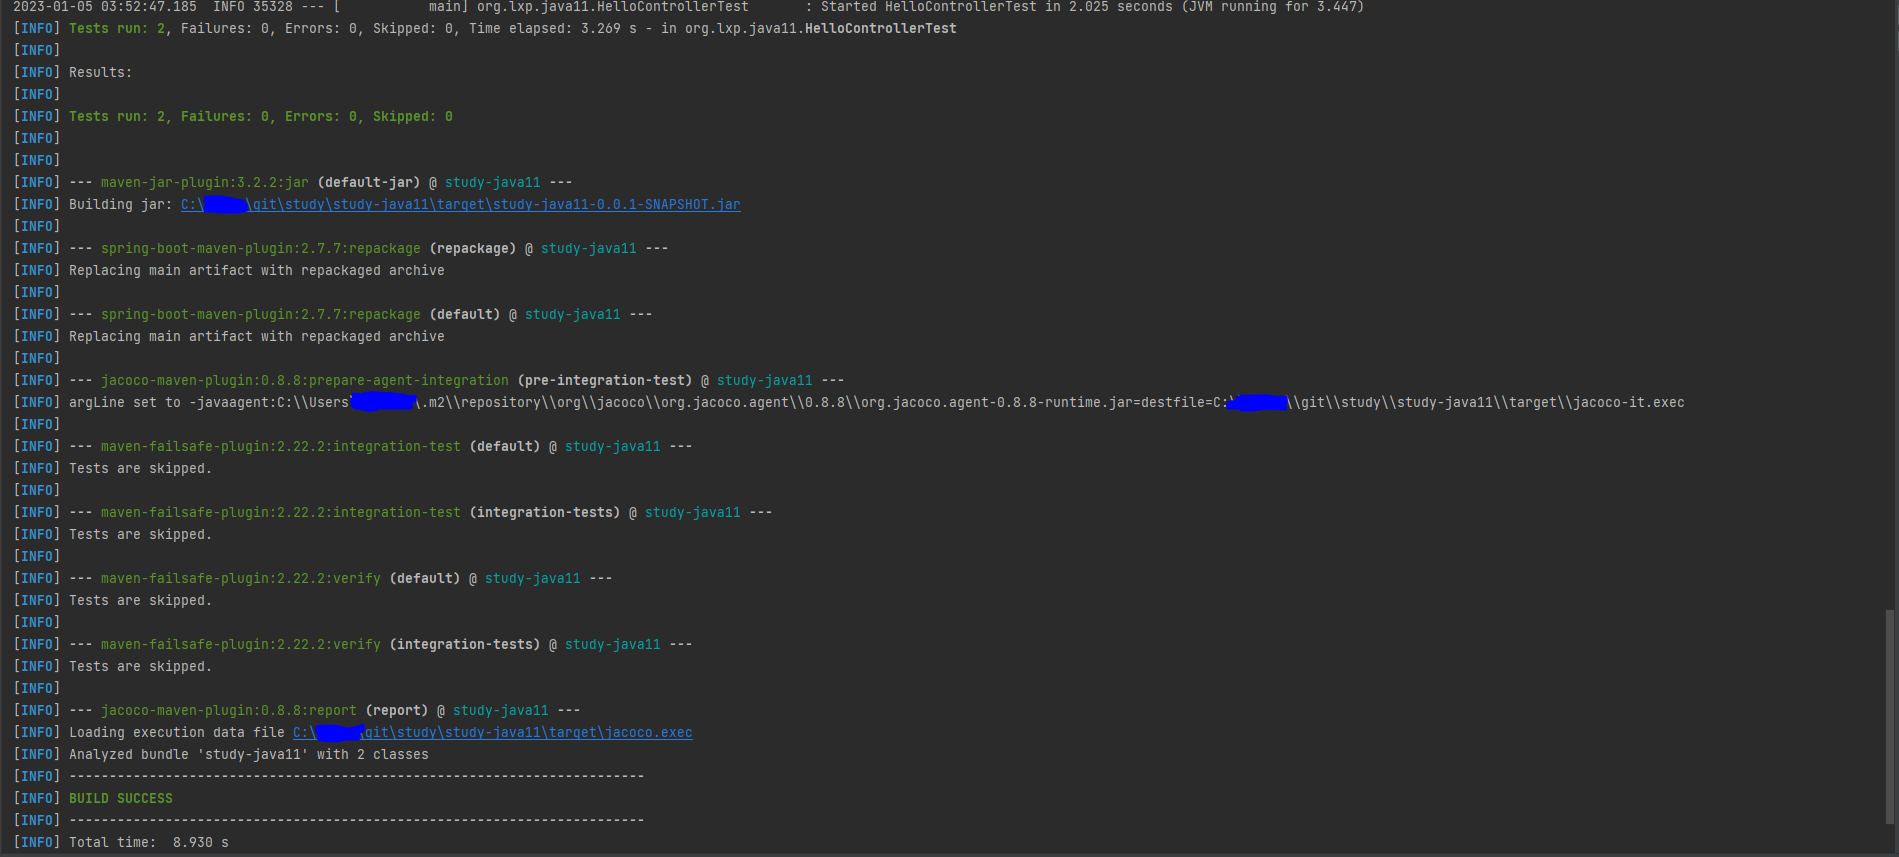 2023-01-05 03:52:47.185  INFO 35328 --- [           main] org.lxp.java11.HelloControllerTest       : Started HelloControllerTest in 2.025 seconds (JVM running for 3.447)
[INFO] Tests run: 2, Failures: 0, Errors: 0, Skipped: 0, Time elapsed: 3.269 s - in org.lxp.java11.HelloControllerTest
[INFO]
[INFO] Results:
[INFO]
[INFO] Tests run: 2, Failures: 0, Errors: 0, Skipped: 0
[INFO]
[INFO]
[INFO] --- maven-jar-plugin:3.2.2:jar (default-jar) @ study-java11 ---
[INFO] Building jar: C:\ \git\study\study-java11\target\study-java11-0.0.1-SNAPSHOT.jar
[INFO]
[INFO] --- spring-boot-maven-plugin:2.7.7:repackage (repackage) @ study-java11 ---
[INFO] Replacing main artifact with repackaged archive
[INFO]
[INFO] --- spring-boot-maven-plugin:2.7.7:repackage (default) @ study-java11 ---
[INFO] Replacing main artifact with repackaged archive
[INFO]
[INFO] --- jacoco-maven-plugin:0.8.8:prepare-agent-integration (pre-integration-test) @ study-java11 ---
[INFO] argLine set to -javaagent:C:\\Users \.m2\\repository\\org\\jacoco\\org.jacoco.agent\\0.8.8\\org.jacoco.agent-0.8.8-runtime.jar=destfile=C:\ \\git\\study\\study-java11\\target\\jacoco-it.exec
[INFO]
[INFO] --- maven-failsafe-plugin:2.22.2:integration-test (default) @ study-java11 ---
[INFO] Tests are skipped.
[INFO]
[INFO] --- maven-failsafe-plugin:2.22.2:integration-test (integration-tests) @ study-java11 ---
[INFO] Tests are skipped.
[INFO]
[INFO] --- maven-failsafe-plugin:2.22.2:verify (default) @ study-java11 ---
[INFO] Tests are skipped.
[INFO]
[INFO] --- maven-failsafe-plugin:2.22.2:verify (integration-tests) @ study-java11 ---
[INFO] Tests are skipped.
[INFO]
[INFO] --- jacoco-maven-plugin:0.8.8:report (report) @ study-java11 ---
[INFO] Loading execution data file C:\ \git\study\study-java11\target\jacoco.exec
[INFO] Analyzed bundle 'study-java11' with 2 classes
[INFO] ------------------------------------------------------------------------
[INFO] BUILD SUCCESS
[INFO] ------------------------------------------------------------------------
[INFO] Total time:  8.930 s